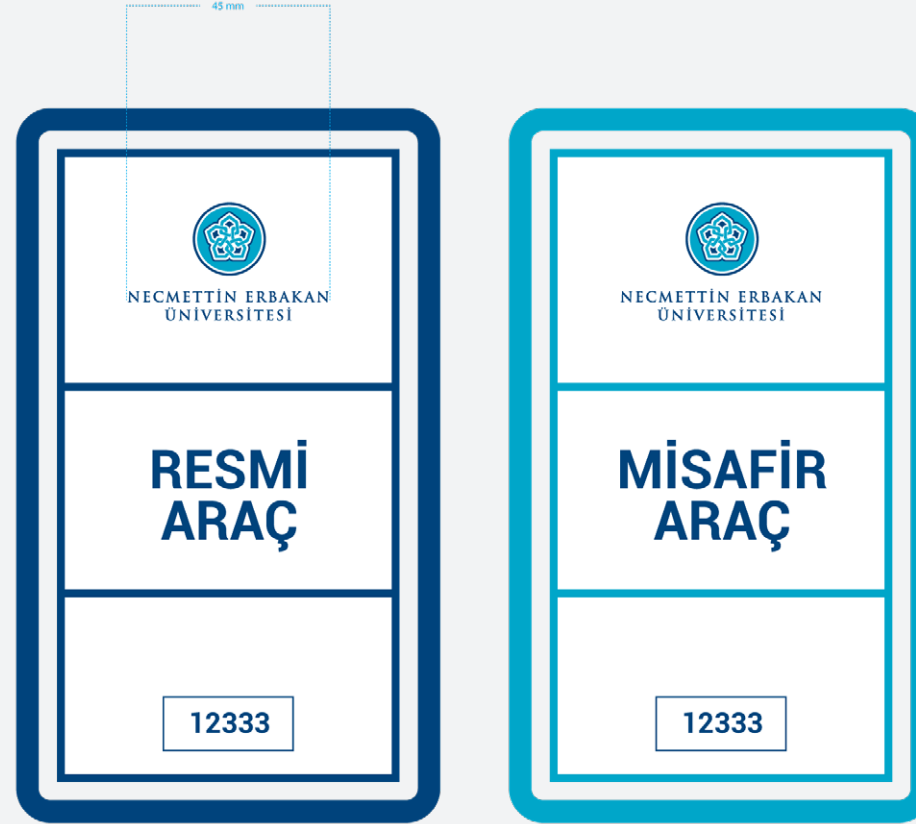 45 mm
NECMETTİN ERBAKAN
ÜNİVERSİTESİ
RESMİ
ARAÇ
12333
NECMETTİN ERBAKAN
ÜNİVERSİTESİ
MİSAFİR
ARAÇ
12333